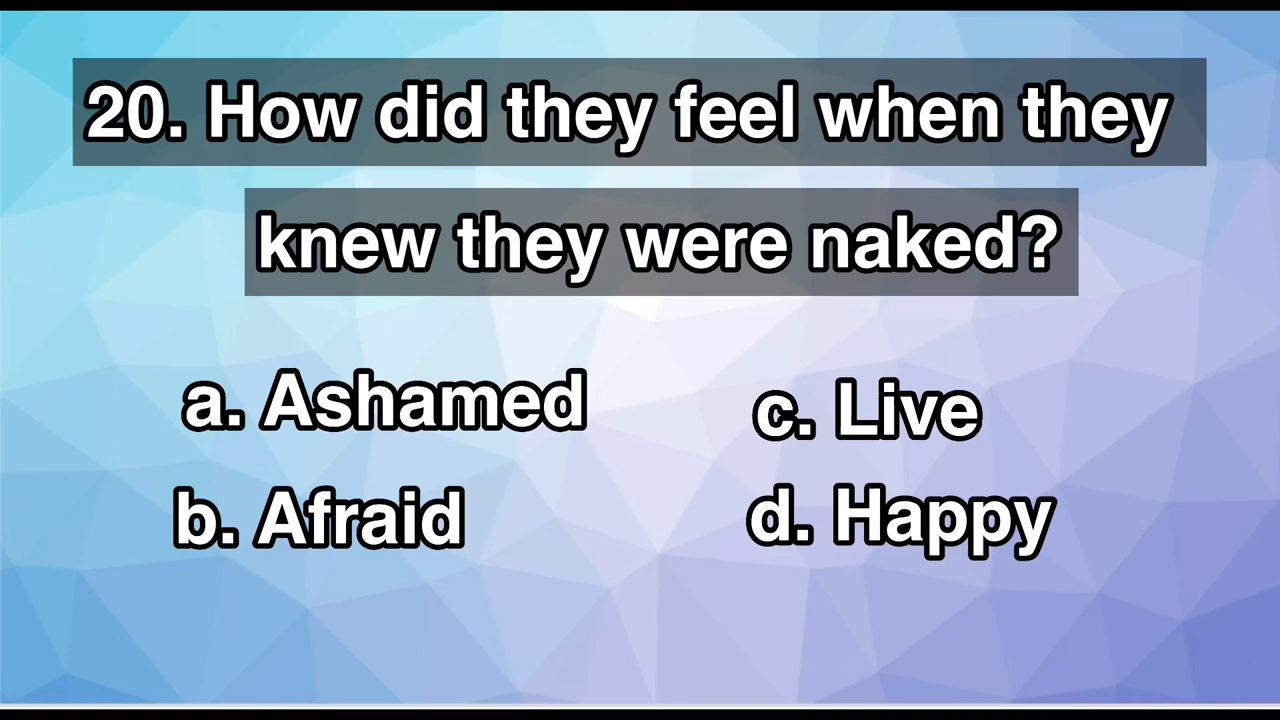 20. How did they feel when they
knew they were naked?
a. Ashamed
b. Afraid
c. Live
d. Happy